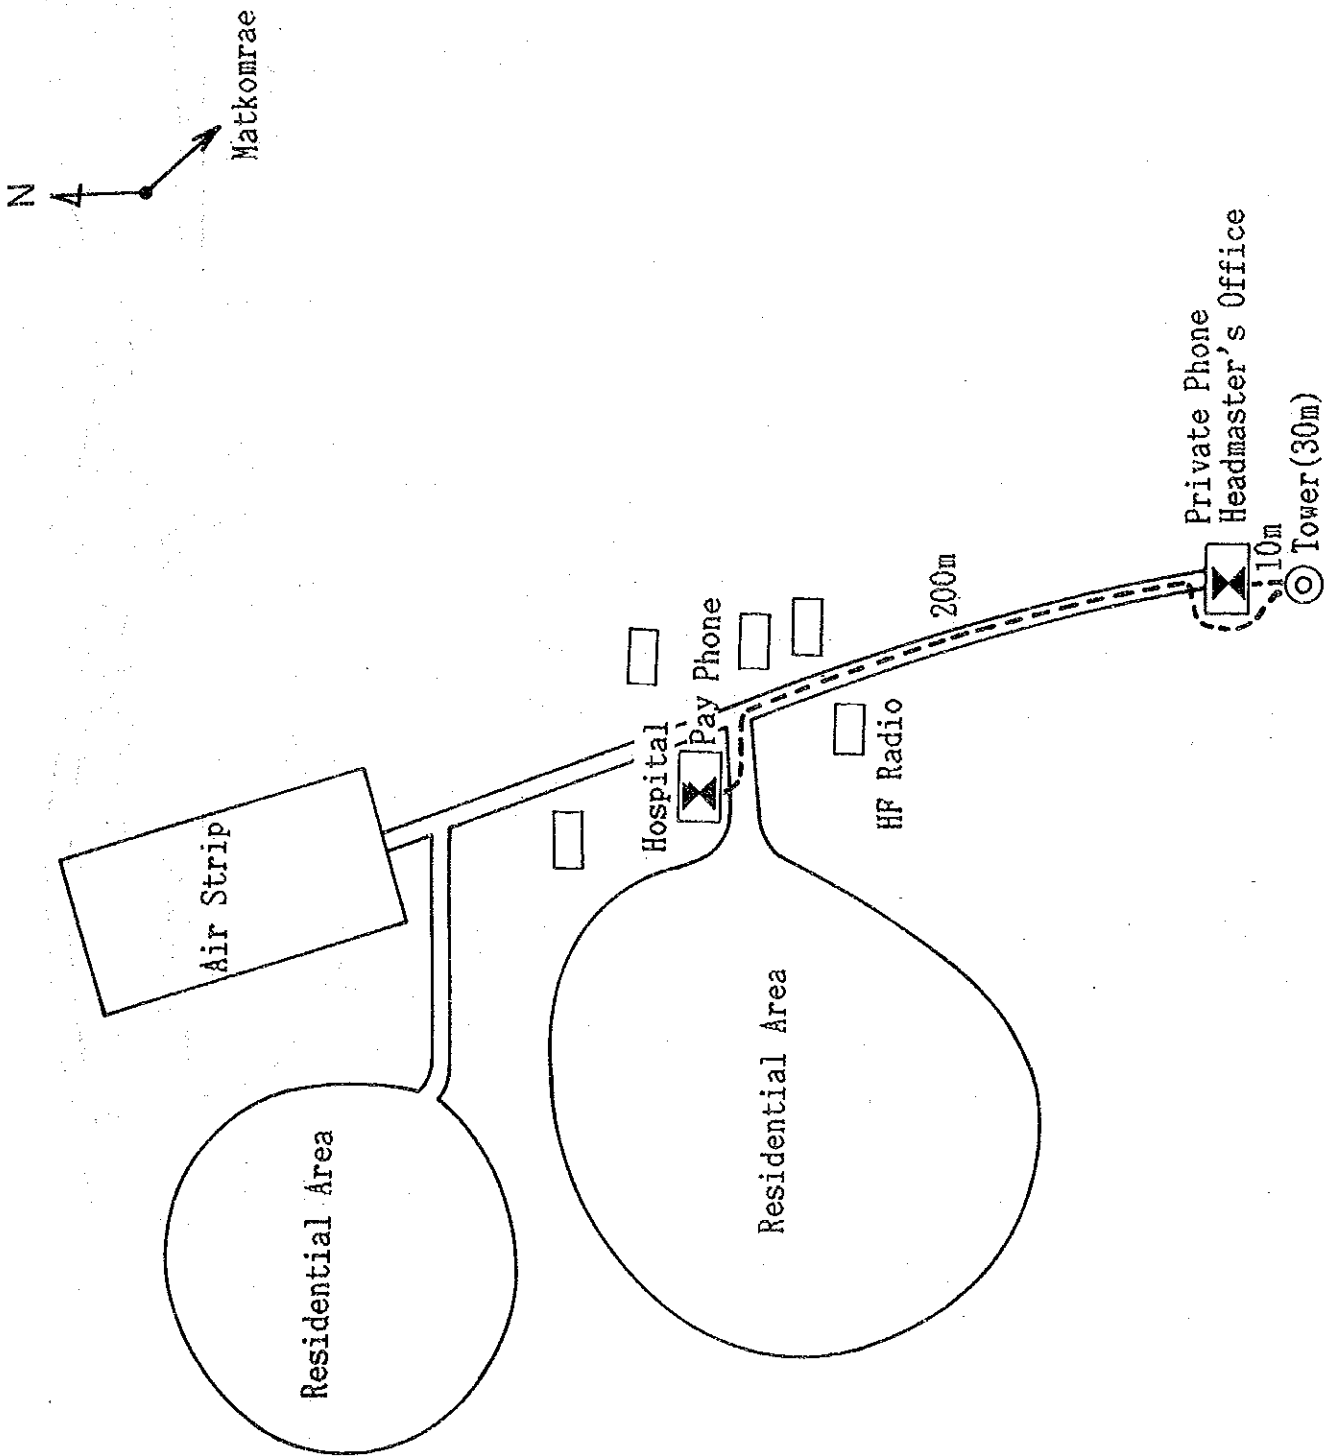 N
Matkomrae
Air Strip
Residential Area
Hospital
Pay Phone
HF Radio
Residential Area
200m
Private Phone
Headmaster's Office
10m
Tower(30m)